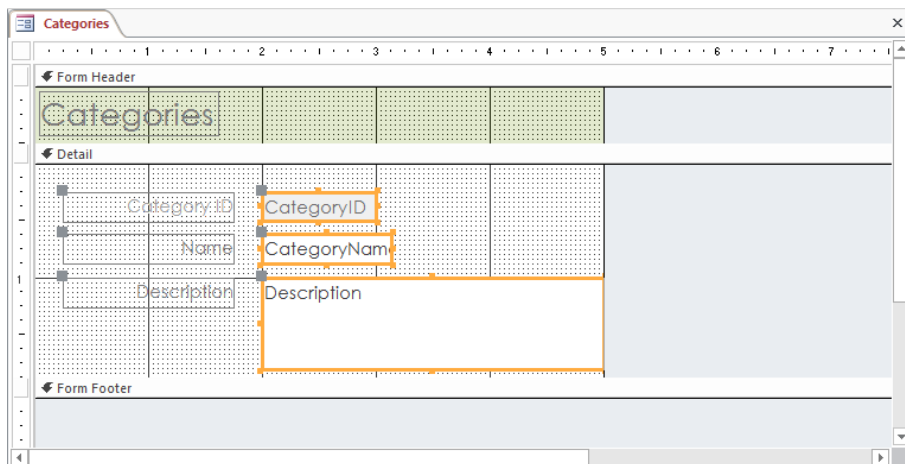 Categories
1 2 3 4 5 6 7
Form Header
Categories
Detail
Category ID CategoryID
Name CategoryNam
1
Description Description
Form Footer